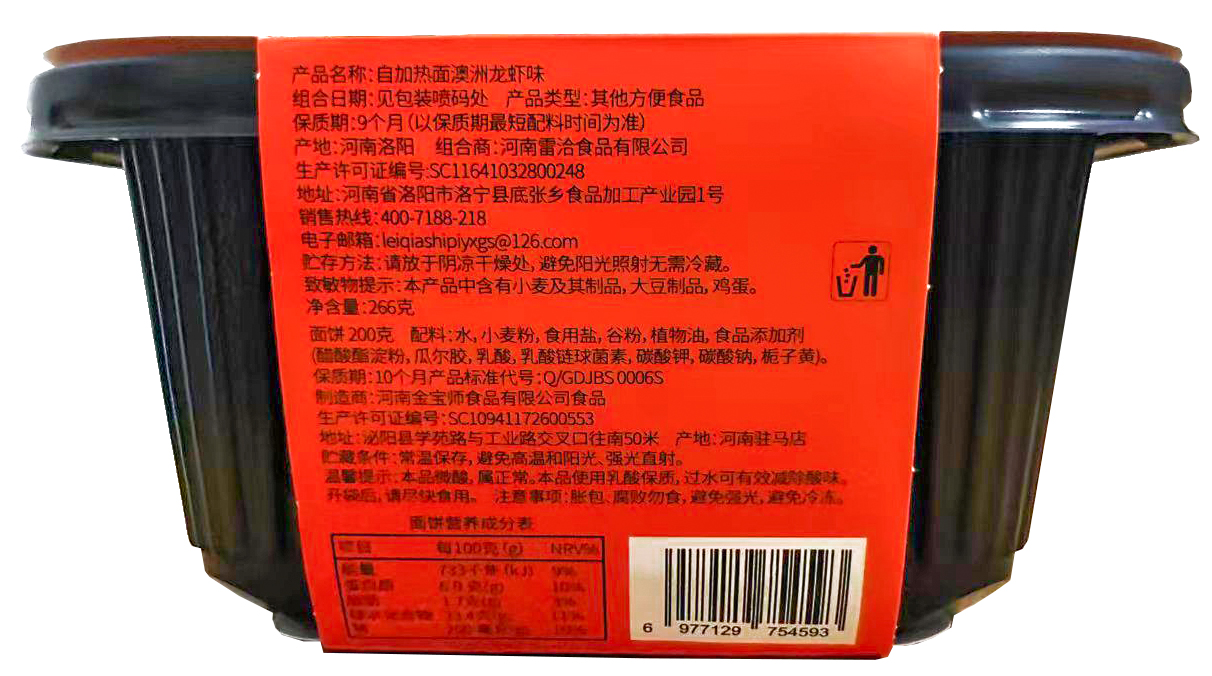 产品名称:自加热面澳洲龙虾味
组合日期:见包装喷码处 产品类型:其他方便食品
保质期:9个月(以保质期最短配料时间为准)
产地:河南洛阳 组合商:河南雷洽食品有限公司
生产许可证编号:SC11641032800248
地址:河南省洛阳市洛宁县底张乡食品加工产业园1号
销售热线:400-7188-218
电子邮箱:leiqiashipiyxgs@126.com
贮存方法:请放于阴凉干燥处,避免阳光照射无需冷藏。
致敏物提示:本产品中含有小麦及其制品,大豆制品,鸡蛋。
净含量:266克
面饼200克 配料:水,小麦粉,食用盐,谷粉,植物油,食品添加剂
(醋酸酯淀粉,瓜尔胶,乳酸,乳酸链球菌素,碳酸钾,碳酸钠,栀子黄)。
保质期:10个月产品标准代号:Q/GDJBS 0006S
制造商:河南金宝师食品有限公司食品
生产许可证编号:SC10941172600553
地址:泌阳县学苑路与工业路交叉口往南50米 产地:河南驻马店
贮藏条件:常温保存,避免高温和阳光、强光直射。
温馨提示:本品微酸,属正常。本品使用乳酸保质,过水可有效减除酸味。
开袋后,请尽快食用。 注意事项:胀包、腐败勿食,避免强光,避免冷冻。
面饼营养成分表
项目 每100克(g) NRV%
能量 733千焦(kJ) 9%
蛋白质 10%
碳水化合物
6 977129 754593